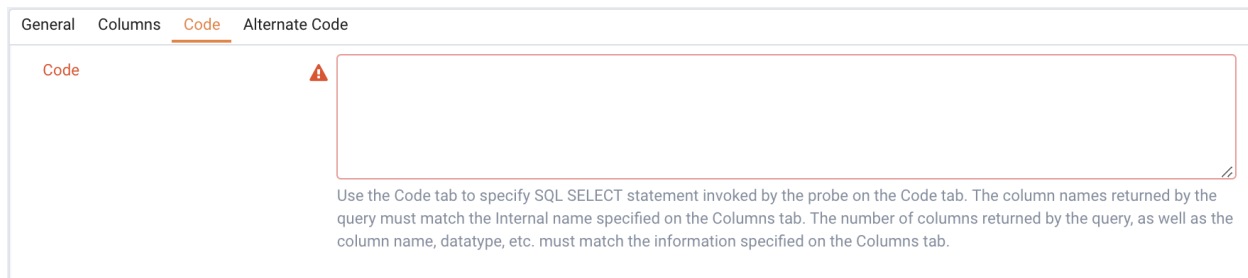 General Columns Code Alternate Code
Code
Use the Code tab to specify SQL SELECT statement invoked by the probe on the Code tab. The column names returned by the
query must match the Internal name specified on the Columns tab. The number of columns returned by the query, as well as the
column name, datatype, etc. must match the information specified on the Columns tab.